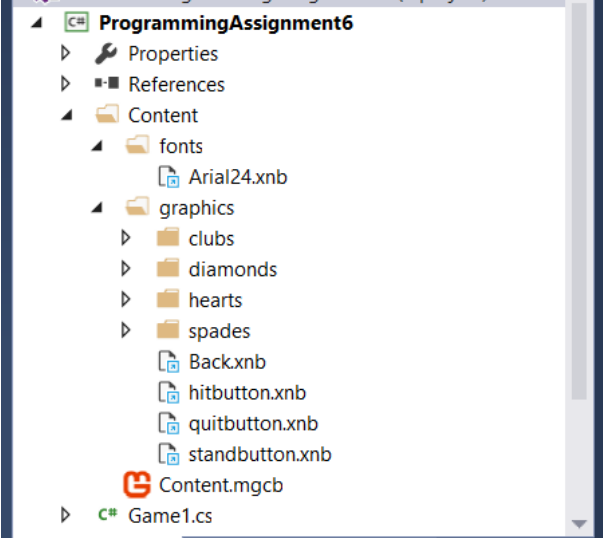 C# ProgrammingAssignment6
Properties
References
Content
fonts
Arial24.xnb
graphics
clubs
diamonds
hearts
spades
Back.xnb
hitbutton.xnb
quitbutton.xnb
standbutton.xnb
Content.mgcb
C# Game1.cs